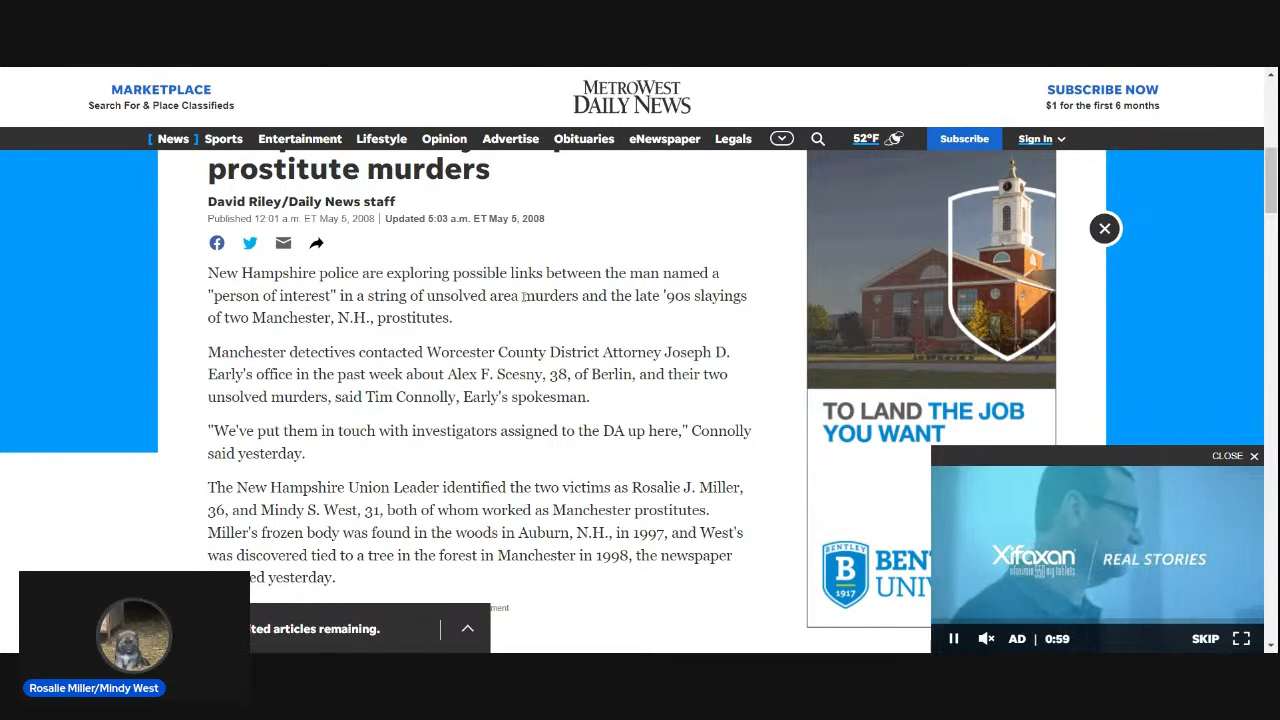 MARKETPLACE
Search For & Place Classifieds
METROWEST
DAILY NEWS
SUBSCRIBE NOW
$1 for the first 6 months
[ News ] Sports Entertainment Lifestyle Opinion Advertise Obituaries eNewspaper Legals 52°F Subscribe Sign In
prostitute murders
David Riley/Daily News staff
Published 12:01 a.m. ET May 5, 2008 | Updated 5:03 a.m. ET May 5, 2008
New Hampshire police are exploring possible links between the man named a
"person of interest" in a string of unsolved area murders and the late '90s slayings
of two Manchester, N.H., prostitutes.
Manchester detectives contacted Worcester County District Attorney Joseph D.
Early's office in the past week about Alex F. Scesny, 38, of Berlin, and their two
unsolved murders, said Tim Connolly, Early's spokesman.
"We've put them in touch with investigators assigned to the DA up here," Connolly
said yesterday.
The New Hampshire Union Leader identified the two victims as Rosalie J. Miller,
36, and Mindy S. West, 31, both of whom worked as Manchester prostitutes.
Miller's frozen body was found in the woods in Auburn, N.H., in 1997, and West's
was discovered tied to a tree in the forest in Manchester in 1998, the newspaper
ed yesterday.
ment
ted articles remaining.
TO LAND THE JOB
YOU WANT
B
1917
BEN
UNIV
CLOSE X
Xifaxan
REAL STORIES
AD | 0:59
SKIP
Rosalie Miller/Mindy West